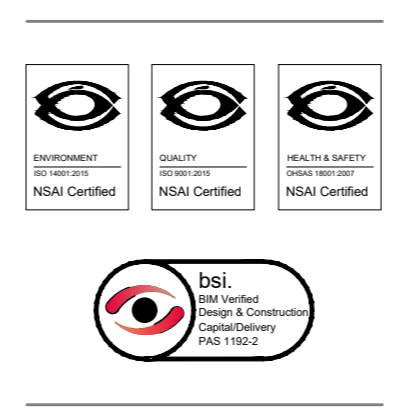 ENVIRONMENT
ISO 14001:2015
NSAI Certified
QUALITY
ISO 9001:2015
NSAI Certified
HEALTH & SAFETY
OHSAS 18001:2007
NSAI Certified
bsi.
BIM Verified
Design & Construction
Capital/Delivery
PAS 1192-2